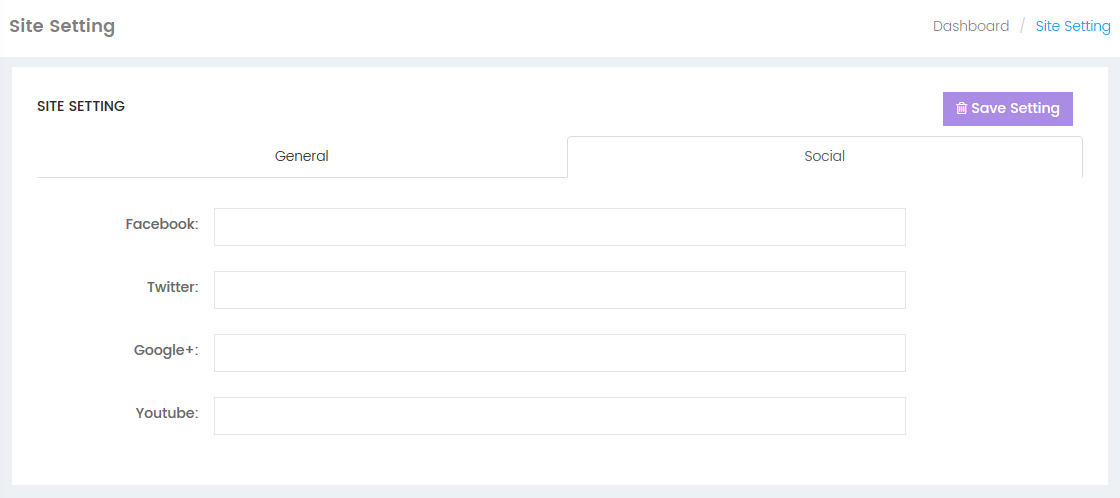 Site Setting
Dashboard / Site Setting
SITE SETTING
Save Setting
General
Social
Facebook:
Twitter:
Google+:
Youtube: